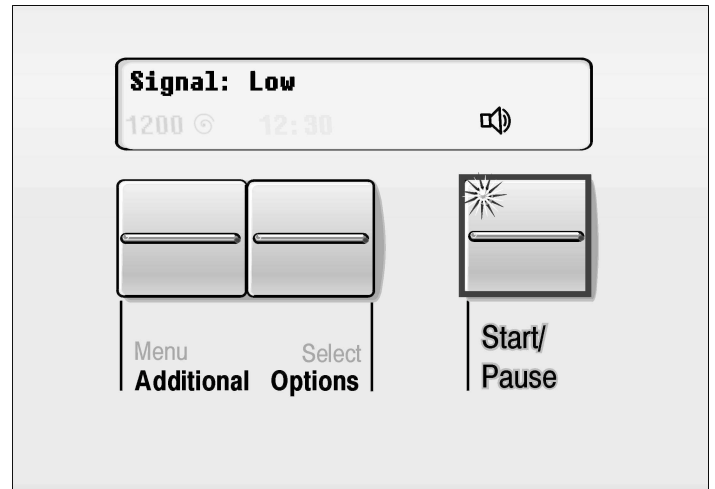 Signal: Low
1200 12:30
Menu Select
Additional Options
Start/
Pause